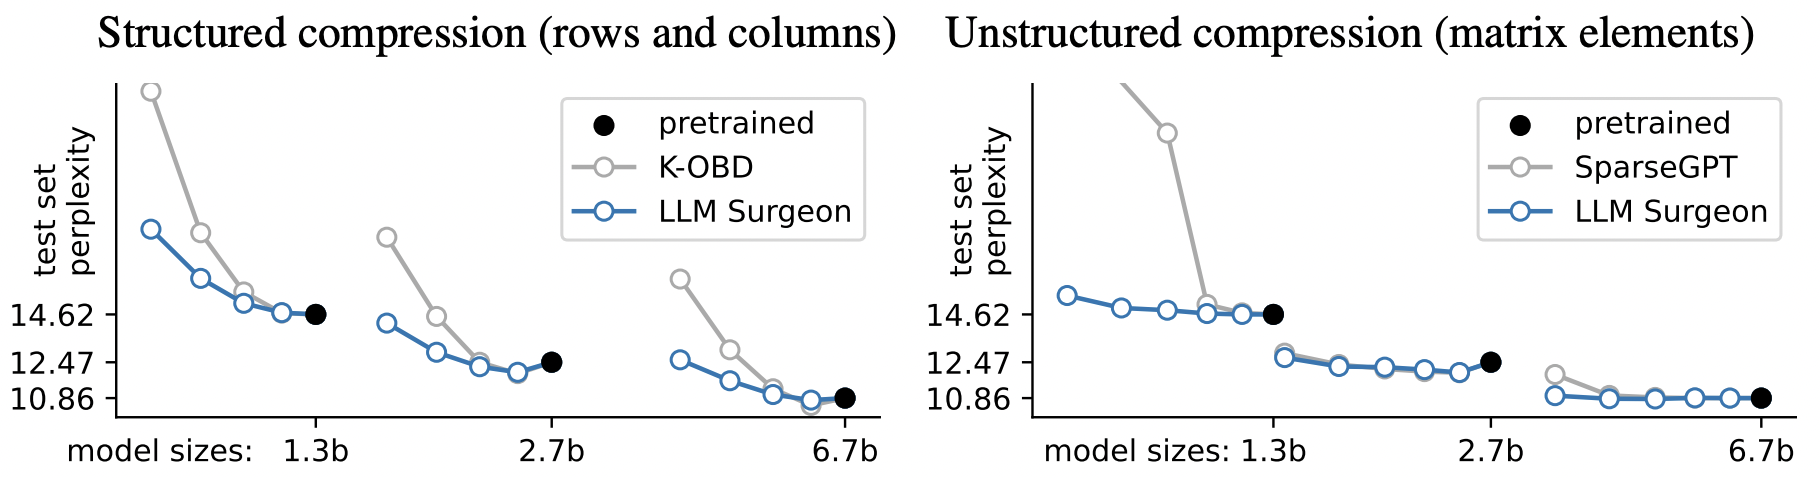 Structured compression (rows and columns)
test set
perplexity
14.62
12.47
10.86
pretrained
K-OBD
LLM Surgeon
model sizes: 1.3b 2.7b 6.7b
Unstructured compression (matrix elements)
test set
perplexity
14.62
12.47
10.86
pretrained
SparseGPT
LLM Surgeon
model sizes: 1.3b 2.7b 6.7b